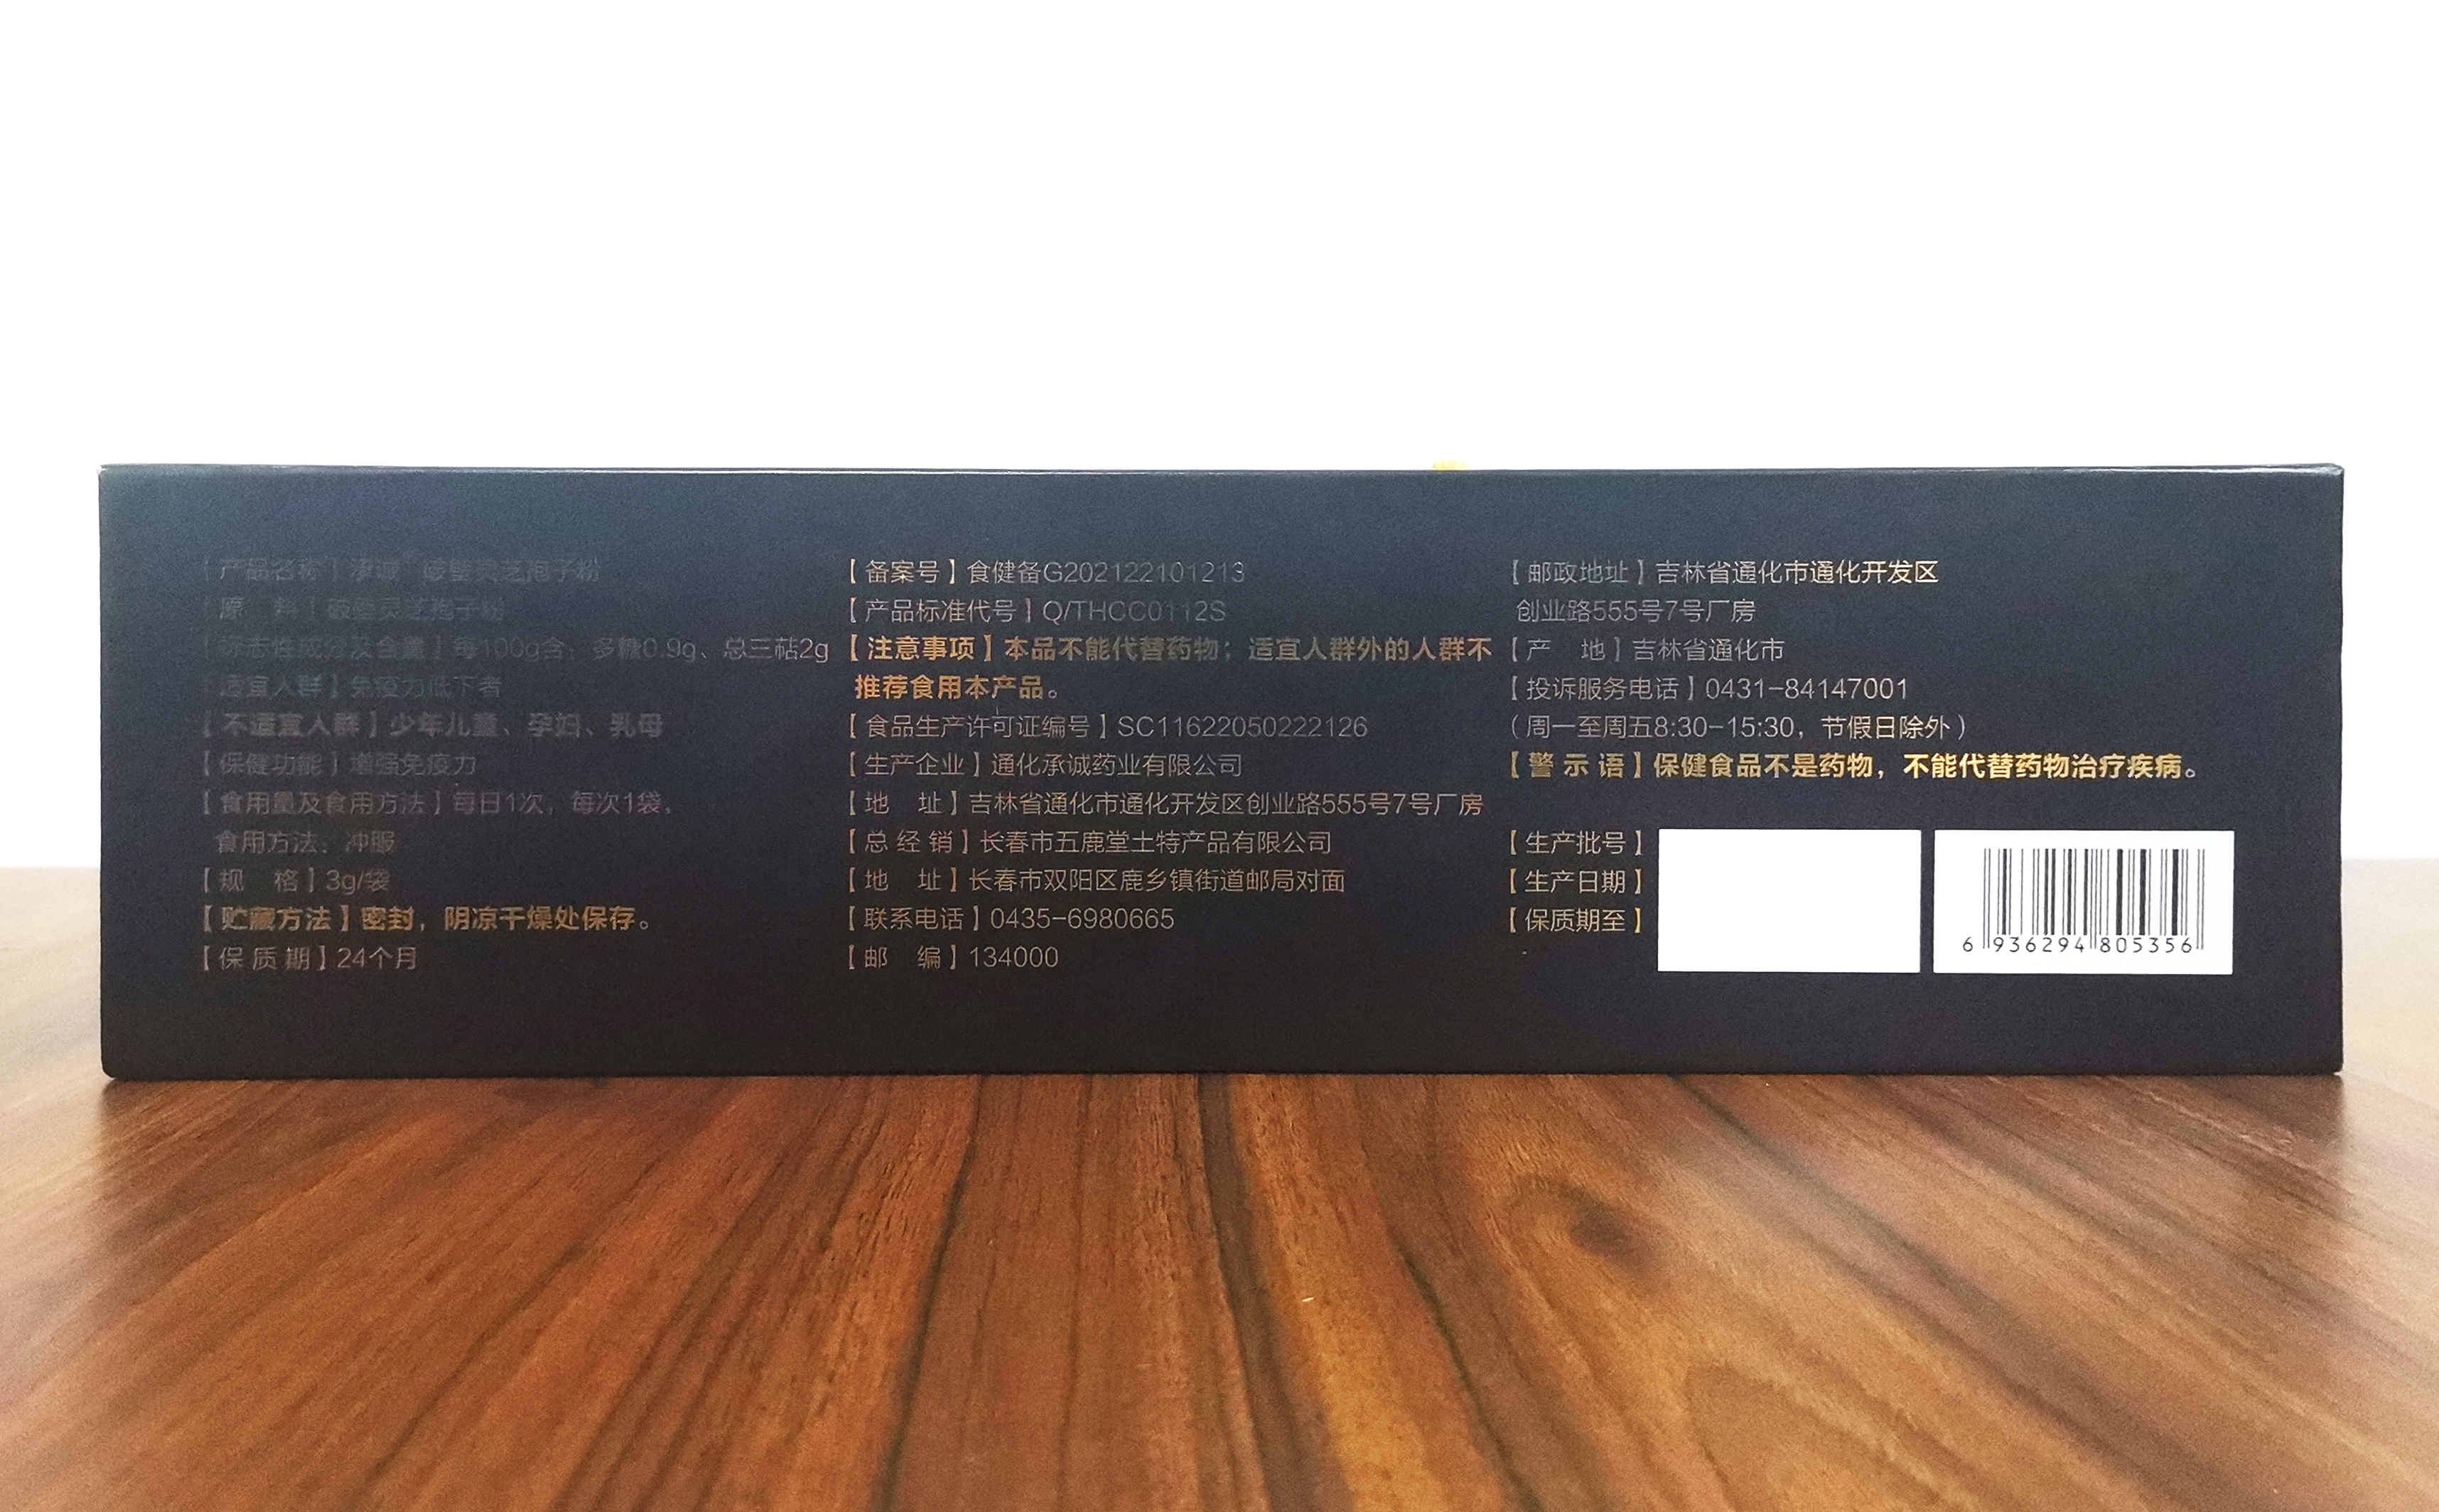 【产品名称】承诚 破壁灵芝孢子粉
【原 料】破壁灵芝孢子粉
【标志性成分及含量】每100g含：多糖0.9g、总三萜2g
【适宜人群】免疫力低下者
【不适宜人群】少年儿童、孕妇、乳母
【保健功能】增强免疫力
【食用量及食用方法】每日1次，每次1袋，
食用方法：冲服
【规 格】3g/袋
【贮藏方法】密封，阴凉干燥处保存。
【保 质 期】24个月
【备案号】食健备G202122101213
【产品标准代号】Q/THCC0112S
【注意事项】本品不能代替药物；适宜人群外的人群不
推荐食用本产品。
【食品生产许可证编号】SC11622050222126
【生产企业】通化承诚药业有限公司
【地 址】吉林省通化市通化开发区创业路555号7号厂房
【总 经 销】长春市五鹿堂土特产品有限公司
【地 址】长春市双阳区鹿乡镇街道邮局对面
【联系电话】0435-6980665
【邮 编】134000
【邮政地址】吉林省通化市通化开发区
创业路555号7号厂房
【产 地】吉林省通化市
【投诉服务电话】0431-84147001
（周一至周五8:30-15:30，节假日除外）
【警 示 语】保健食品不是药物，不能代替药物治疗疾病。
【生产批号】
【生产日期】
【保质期至】
6 936294 805356